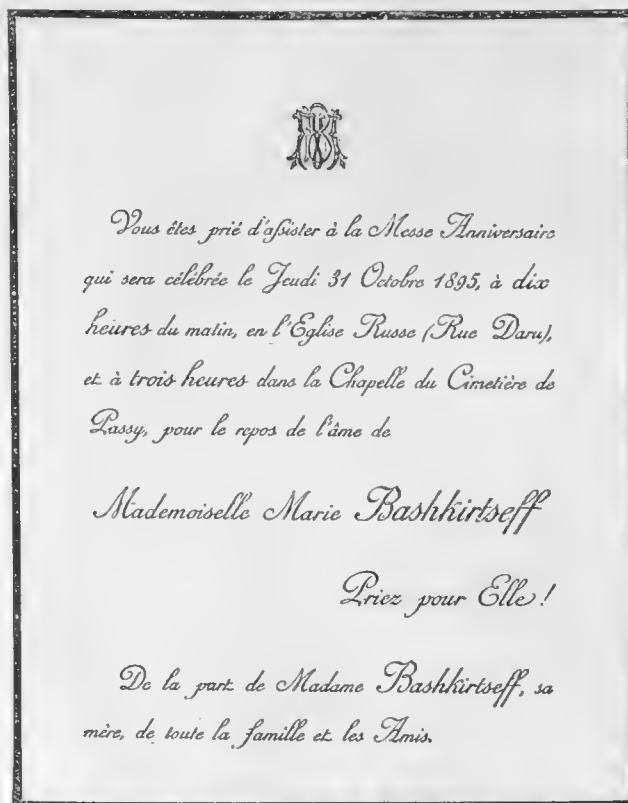 Vous êtes prié d'assister à la Messe Anniversaire
qui sera célébrée le Jeudi 31 Octobre 1895, à dix
heures du matin, en l'Eglise Russe (Rue Daru),
et à trois heures dans la Chapelle du Cimetière de
Passy, pour le repos de l'âme de
Mademoiselle Marie Bashkirtseff
Priez pour Elle!
De la part de Madame Bashkirtseff, sa
mère, de toute la famille et les Amis.